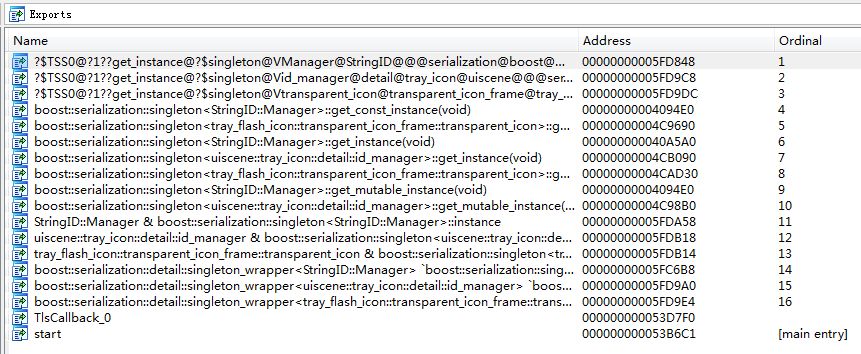 Exports
Name Address Ordinal
?$TSS0@?1??get_instance@?$singleton@VManager@StringID@@@serialization@boost@... 00000000005FD848 1
?$TSS0@?1??get_instance@?$singleton@Vid_manager@detail@tray_icon@uiscene@@@ser... 00000000005FD9C8 2
?$TSS0@?1??get_instance@?$singleton@Vtransparent_icon@transparent_icon_frame@tray_... 00000000005FD9DC 3
boost::serialization::singleton<StringID::Manager>::get_const_instance(void) 00000000004094E0 4
boost::serialization::singleton<tray_flash_icon::transparent_icon_frame::transparent_icon>::g... 00000000004C9690 5
boost::serialization::singleton<StringID::Manager>::get_instance(void) 000000000040A5A0 6
boost::serialization::singleton<uiscene::tray_icon::detail::id_manager>::get_instance(void) 00000000004CB090 7
boost::serialization::singleton<tray_flash_icon::transparent_icon_frame::transparent_icon>::g... 00000000004CAD30 8
boost::serialization::singleton<StringID::Manager>::get_mutable_instance(void) 00000000004094E0 9
boost::serialization::singleton<uiscene::tray_icon::detail::id_manager>::get_mutable_instance(... 00000000004C98B0 10
StringID::Manager & boost::serialization::singleton<StringID::Manager>::instance 00000000005FDA58 11
uiscene::tray_icon::detail::id_manager & boost::serialization::singleton<uiscene::tray_icon::de... 00000000005FDB18 12
tray_flash_icon::transparent_icon_frame::transparent_icon & boost::serialization::singleton<tr... 00000000005FDB14 13
boost::serialization::detail::singleton_wrapper<StringID::Manager> `boost::serialization::sing... 00000000005FC6B8 14
boost::serialization::detail::singleton_wrapper<uiscene::tray_icon::detail::id_manager> `boos... 00000000005FD9A0 15
boost::serialization::detail::singleton_wrapper<tray_flash_icon::transparent_icon_frame::trans... 00000000005FD9E4 16
TlsCallback_0 000000000053D7F0
start 000000000053B6C1 [main entry]